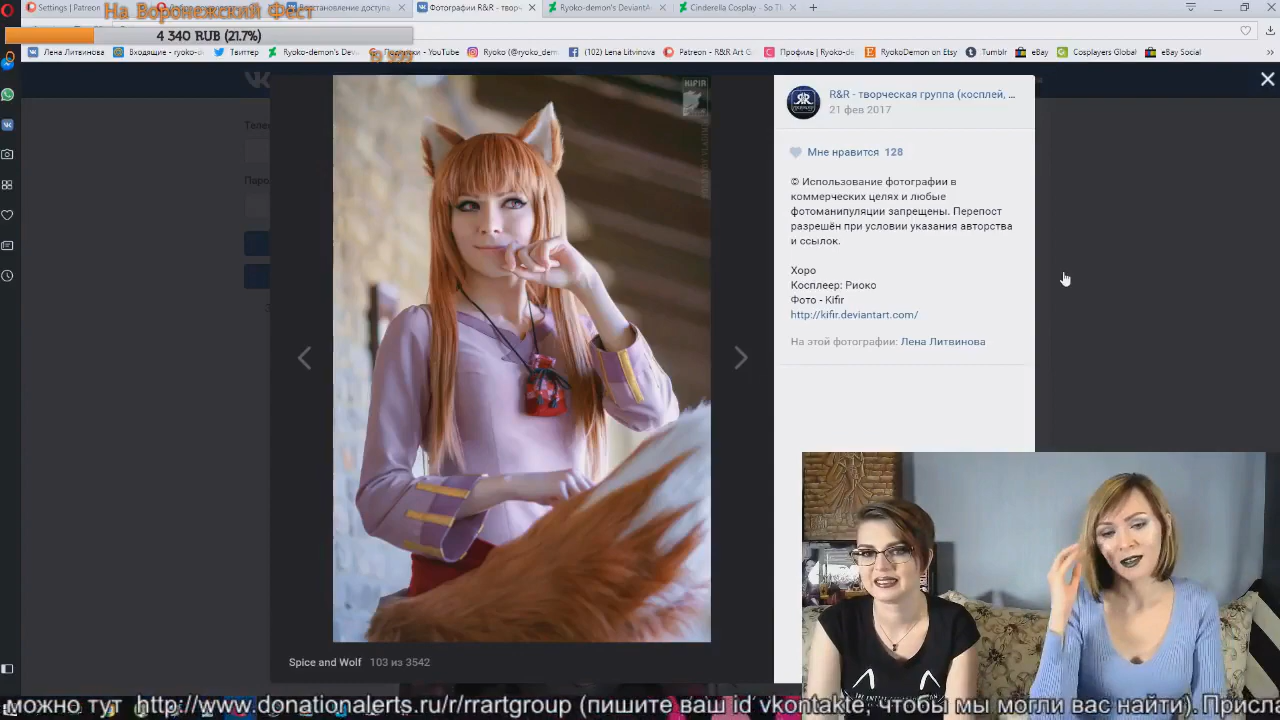 Settings | Patreon
Восстановление доступа
Фотографии R&R - твор
Ryoko-demon's DeviantA
Cinderella Cosplay - So Th
На Воронежский Фест
4 340 RUB (21.7%)
Лена Литвинова
Входящие - ryoko-d
Твиттер
Ryoko-demon's Devi
Подписки - YouTube
Ryoko (@ryoko_dem
(102) Lena Litvinova
Patreon - R&R Art G
Профиль
RyokoDemon on Etsy
Tumblr
eBay
Cosplayers Global
eBay Social
KIFIR
R&R - творческая группа (косплей, ...
21 фев 2017
Мне нравится 128
© Использование фотографии в
коммерческих целях и любые
фотоманипуляции запрещены. Перепост
разрешён при условии указания авторства
и ссылок.
Хоро
Косплеер: Риоко
Фото - Kifir
http://kifir.deviantart.com/
На этой фотографии: Лена Литвинова
Spice and Wolf 103 из 3542
можно тут http://www.donationalerts.ru/r/rrartgroup (пишите ваш id vkontakte, чтобы мы могли вас найти). Присла